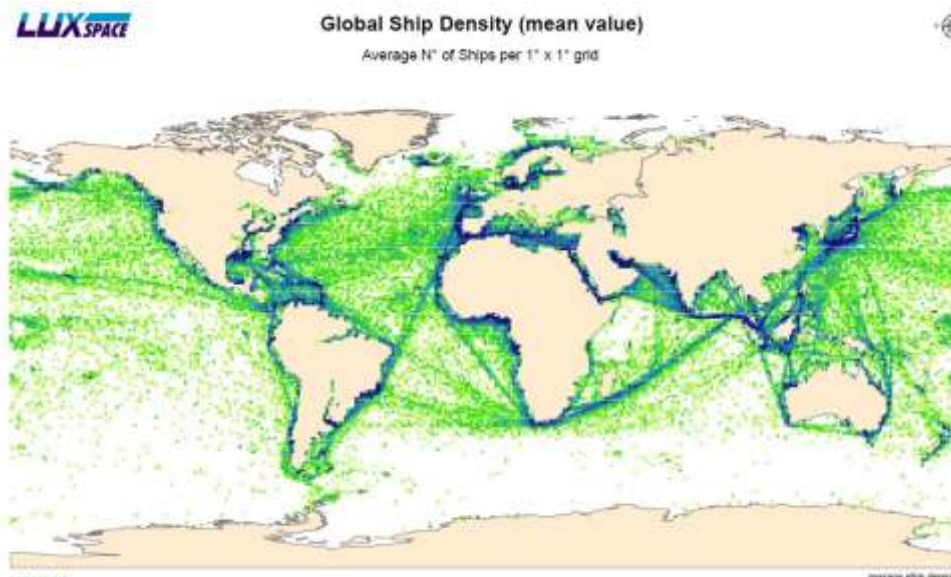 LUXSPACE
Global Ship Density (mean value)
Average N° of Ships per 1° x 1° grid